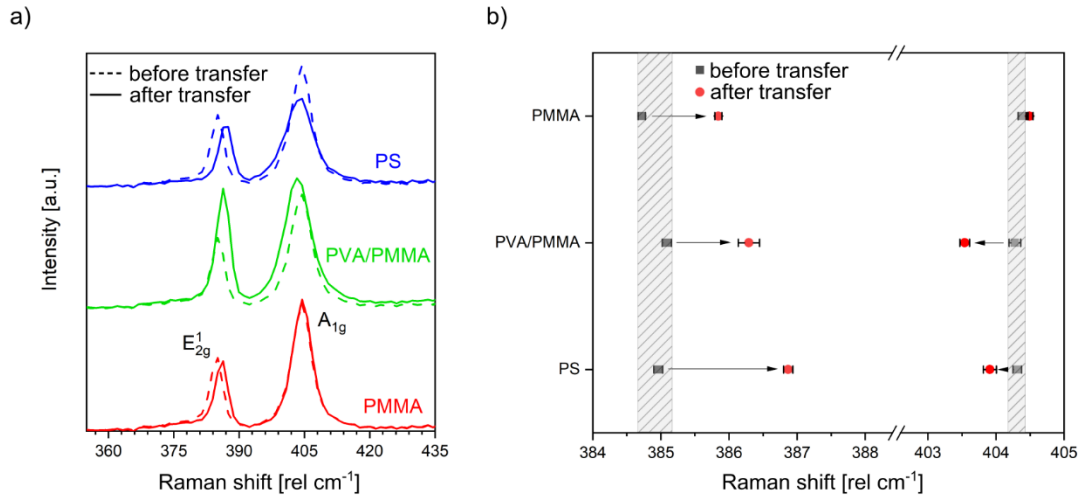 a)
before transfer
after transfer
PS
PVA/PMMA
A1g
E¹2g
PMMA
Intensity [a.u.]
360 375 390 405 420 435
Raman shift [rel cm⁻¹]
b)
before transfer
after transfer
PMMA
PVA/PMMA
PS
384 385 386 387 388 403 404 405
Raman shift [rel cm⁻¹]